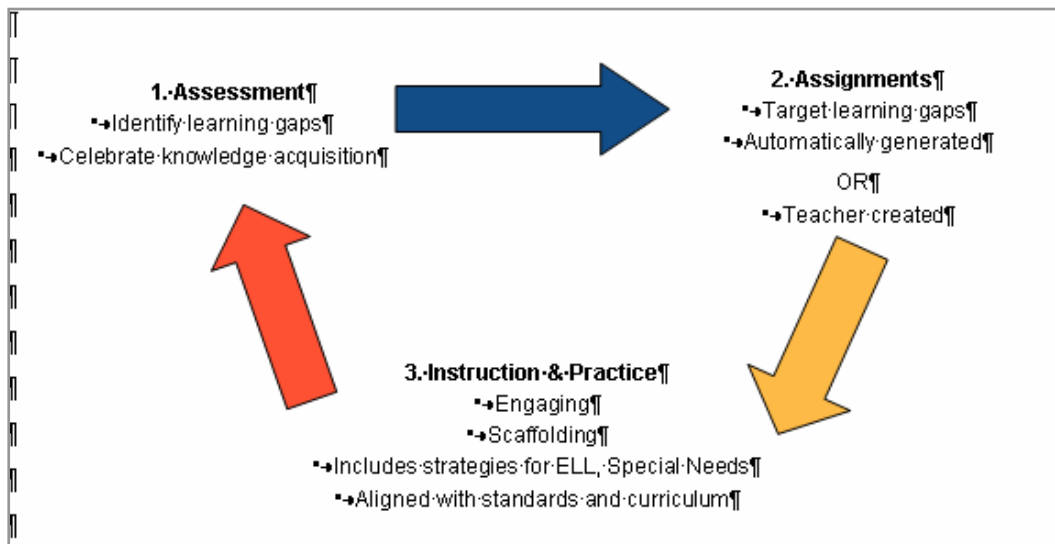 1. Assessment¶
▪→Identify learning gaps¶
▪→Celebrate knowledge acquisition¶
2. Assignments¶
▪→Target learning gaps¶
▪→Automatically generated¶
OR¶
▪→Teacher created¶
3. Instruction & Practice¶
▪→Engaging¶
▪→Scaffolding¶
▪→Includes strategies for ELL, Special Needs¶
▪→Aligned with standards and curriculum¶